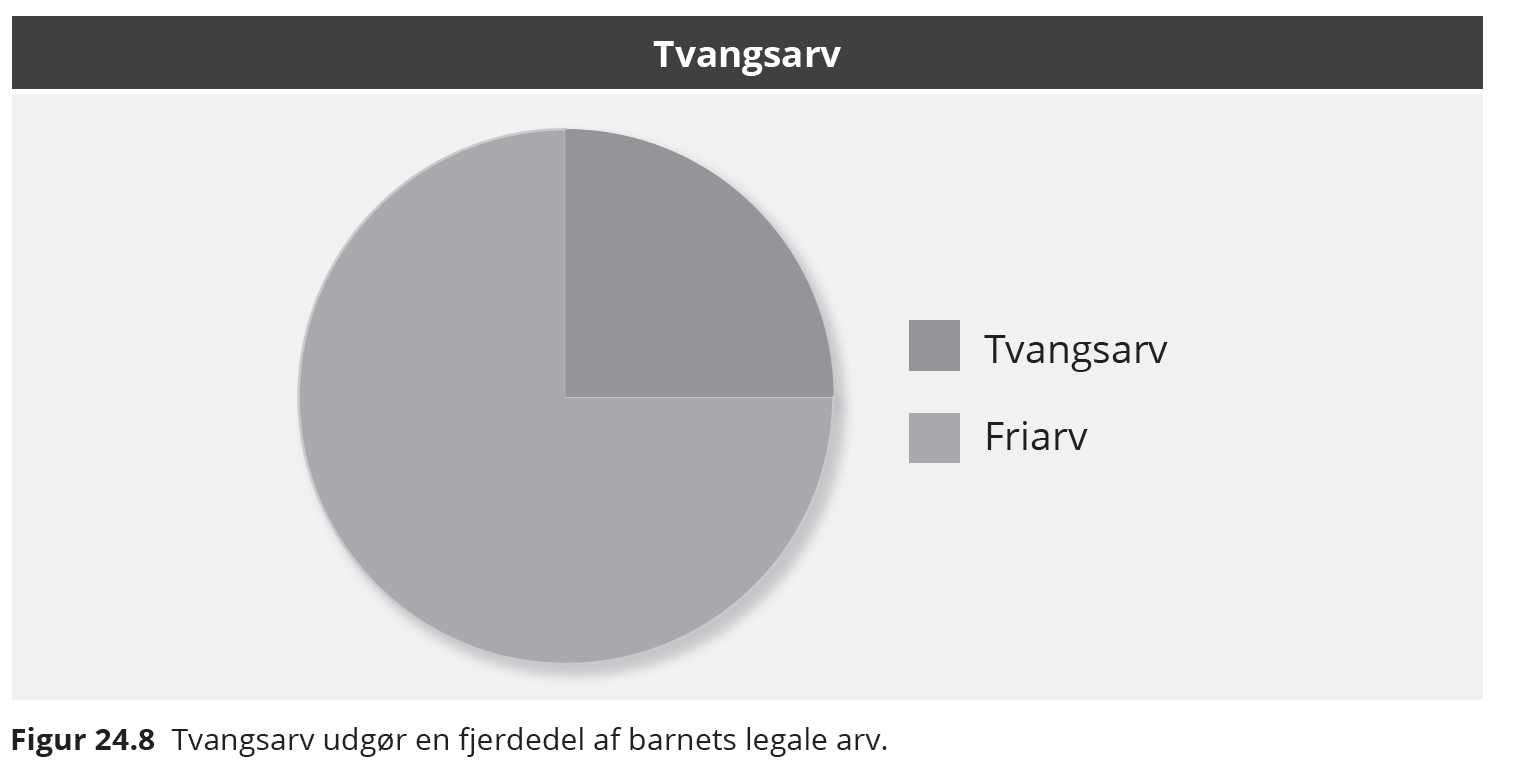 Tvangsarv
Tvangsarv
Friarv
Figur 24.8 Tvangsarv udgør en fjerdedel af barnets legale arv.